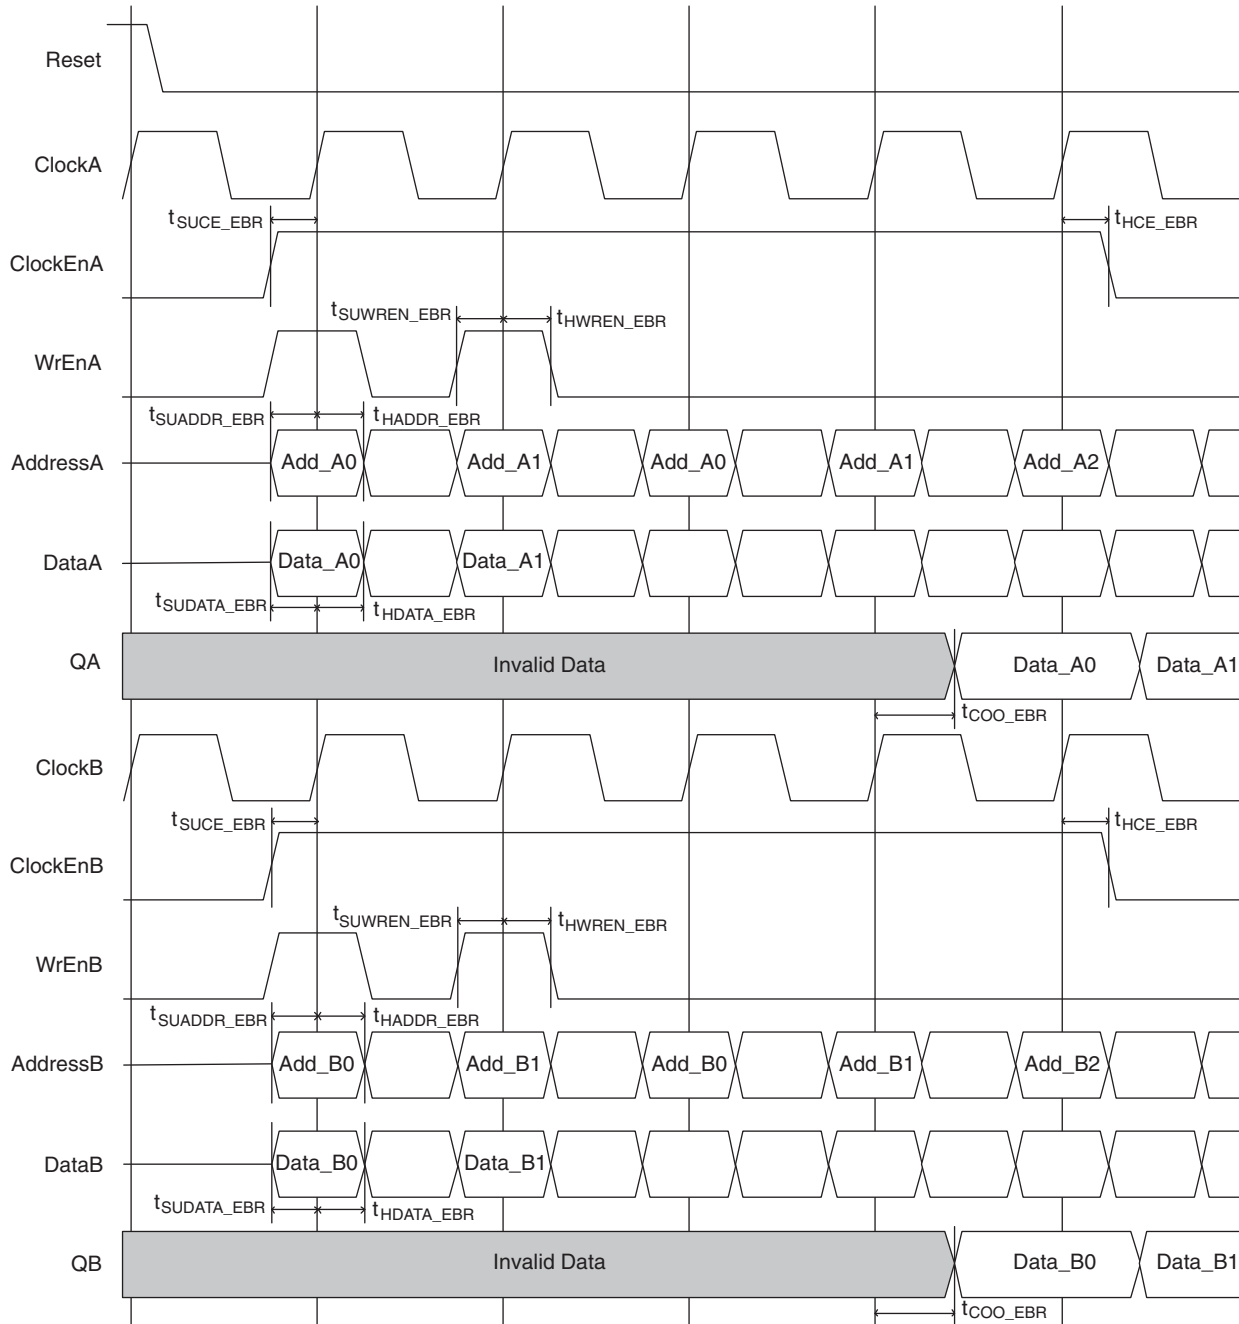 Reset
ClockA
tSUCE_EBR tHCE_EBR
ClockEnA
tSUWREN_EBR tHWREN_EBR
WrEnA
tSUADDR_EBR tHADDR_EBR
AddressA Add_A0 Add_A1 Add_A0 Add_A1 Add_A2
DataA Data_A0 Data_A1
tSUDATA_EBR tHDATA_EBR
QA Invalid Data Data_A0 Data_A1
tCOO_EBR
ClockB
tSUCE_EBR tHCE_EBR
ClockEnB
tSUWREN_EBR tHWREN_EBR
WrEnB
tSUADDR_EBR tHADDR_EBR
AddressB Add_B0 Add_B1 Add_B0 Add_B1 Add_B2
DataB Data_B0 Data_B1
tSUDATA_EBR tHDATA_EBR
QB Invalid Data Data_B0 Data_B1
tCOO_EBR